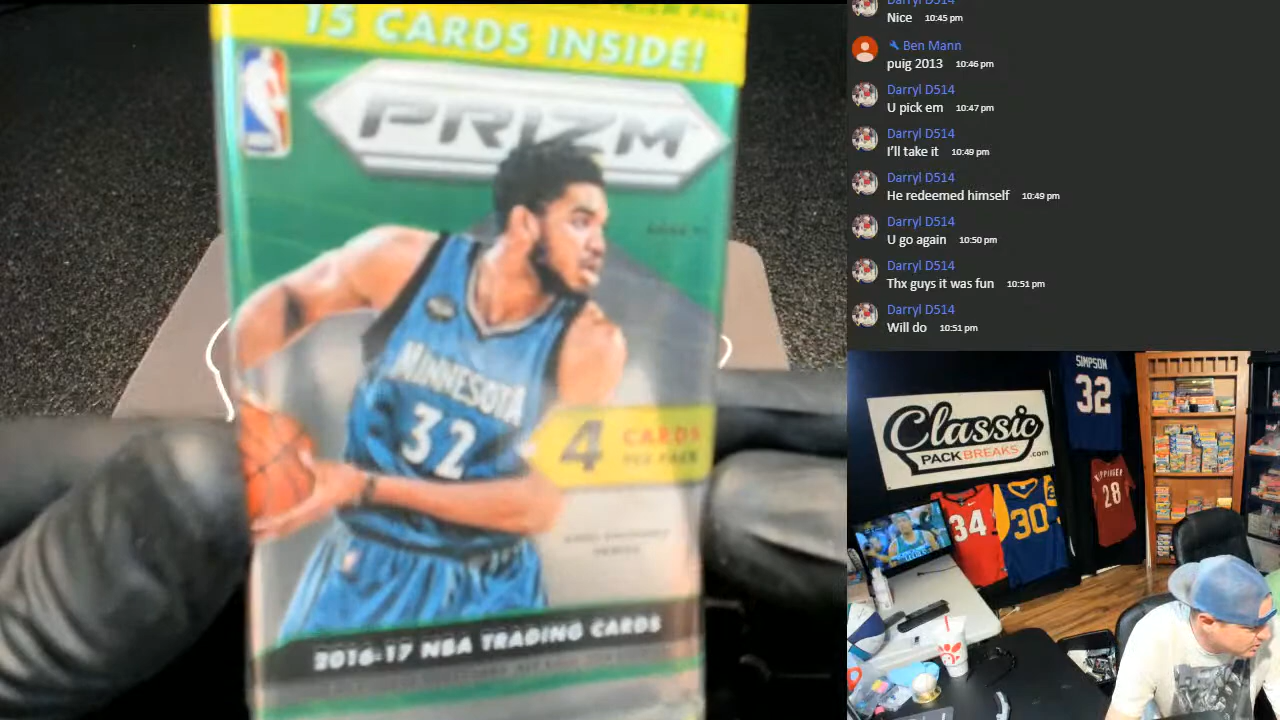 15 CARDS INSIDE!
PRIZM
MINNESOTA
32
4 CARDS
PER PACK
2016-17 NBA TRADING CARDS
Darryl D514
Nice 10:45 pm
Ben Mann
puig 2013 10:46 pm
Darryl D514
U pick em 10:47 pm
Darryl D514
I'll take it 10:49 pm
Darryl D514
He redeemed himself 10:49 pm
Darryl D514
U go again 10:50 pm
Darryl D514
Thx guys it was fun 10:51 pm
Darryl D514
Will do 10:51 pm
SIMPSON
32
Classic
PACK BREAKS.com
34
30
28